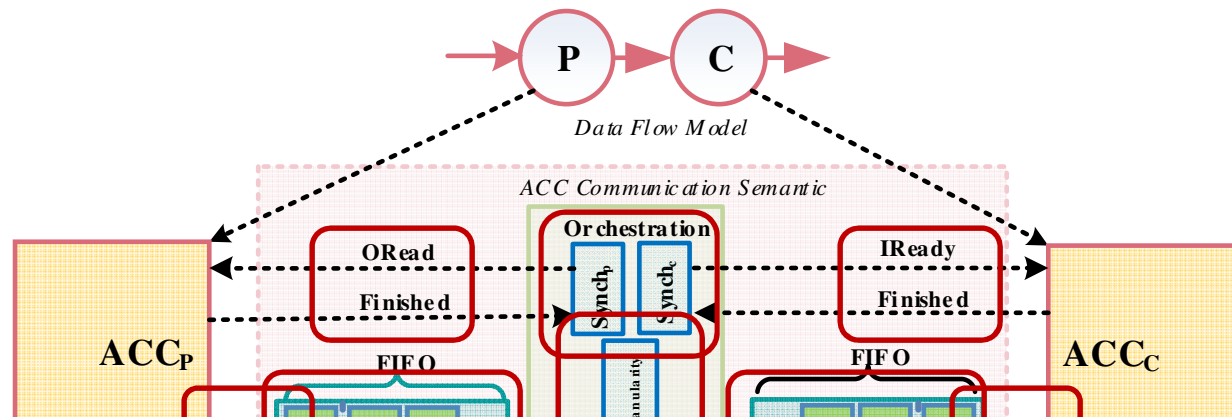 P
C
Data Flow Model
ACC Communication Semantic
Orchestration
ORead
IReady
Synchp
Synchc
Finished
Finished
ACCP
ACCC
FIFO
FIFO